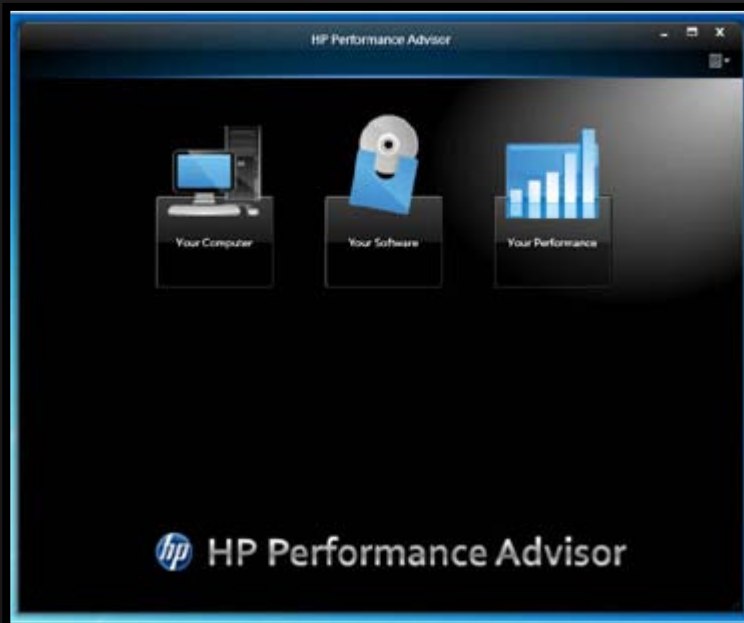 HP Performance Advisor
Your Computer
Your Software
Your Performance
hp HP Performance Advisor